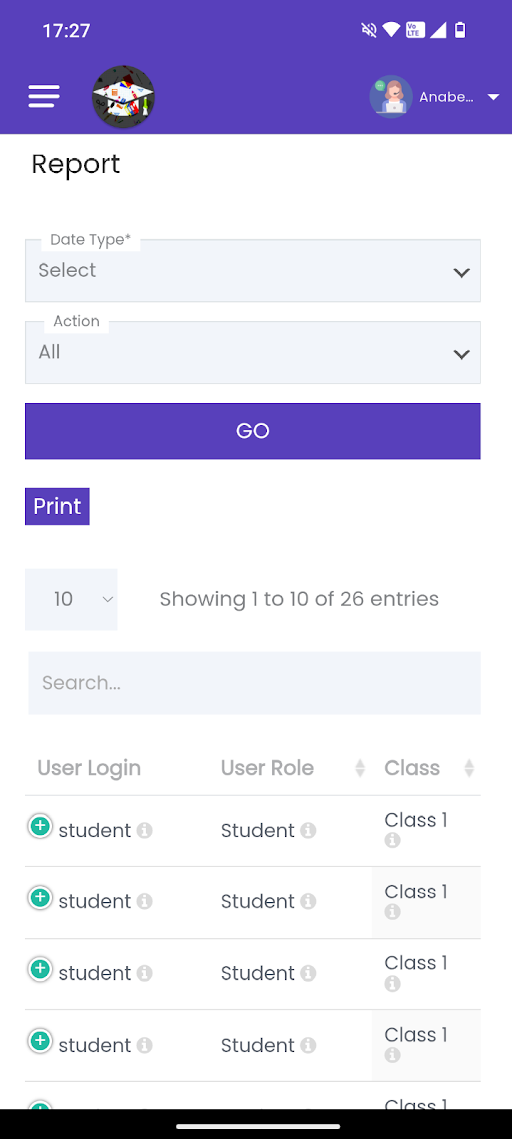 17:27
Vo LTE
Anabe...
Report
Date Type*
Select
Action
All
GO
Print
10
Showing 1 to 10 of 26 entries
Search...
User Login User Role Class
student Student Class 1
student Student Class 1
student Student Class 1
student Student Class 1
Class 1